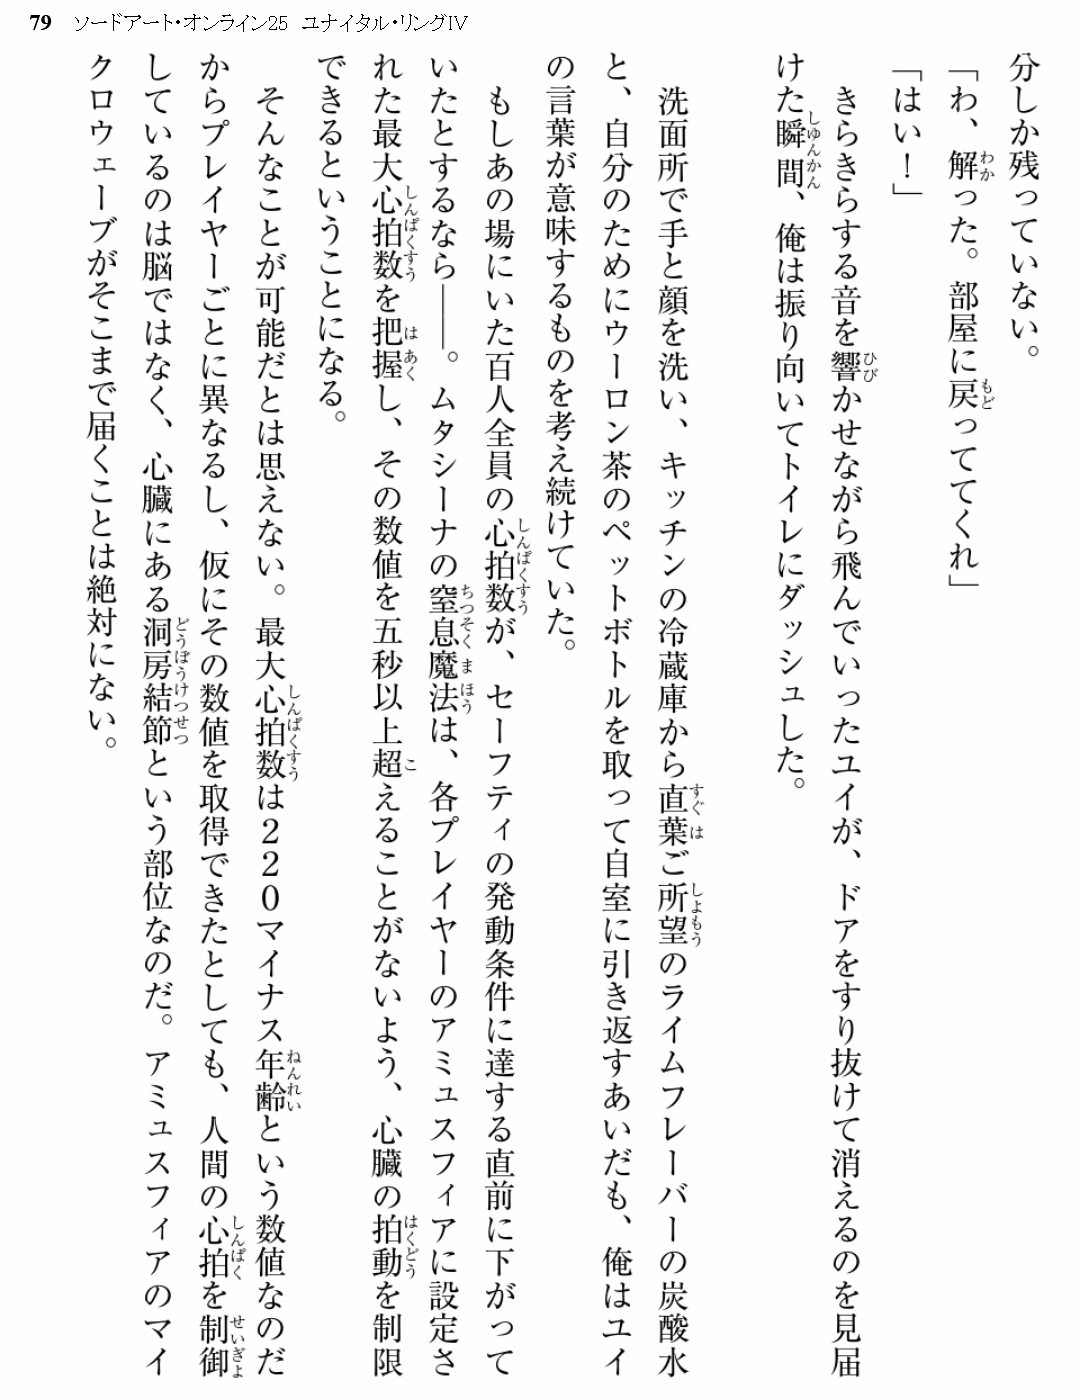 79 ソードアート・オンライン25 ユナイタル・リングⅣ
分しか残っていない。
「わ、解った。部屋に戻っててくれ」
「はい！」
きらきらする音を響かせながら飛んでいったユイが、ドアをすり抜けて消えるのを見届
けた瞬間、俺は振り向いてトイレにダッシュした。
洗面所で手と顔を洗い、キッチンの冷蔵庫から直葉ご所望のライムフレーバーの炭酸水
と、自分のためにウーロン茶のペットボトルを取って自室に引き返すあいだも、俺はユイ
の言葉が意味するものを考え続けていた。
もしあの場にいた百人全員の心拍数が、セーフティの発動条件に達する直前に下がって
いたとするなら――。ムタシーナの窒息魔法は、各プレイヤーのアミュスフィアに設定さ
れた最大心拍数を把握し、その数値を五秒以上超えることがないよう、心臓の拍動を制限
できるということになる。
そんなことが可能だとは思えない。最大心拍数は２２０マイナス年齢という数値なのだ
からプレイヤーごとに異なるし、仮にその数値を取得できたとしても、人間の心拍を制御
しているのは脳ではなく、心臓にある洞房結節という部位なのだ。アミュスフィアのマイ
クロウェーブがそこまで届くことは絶対にない。